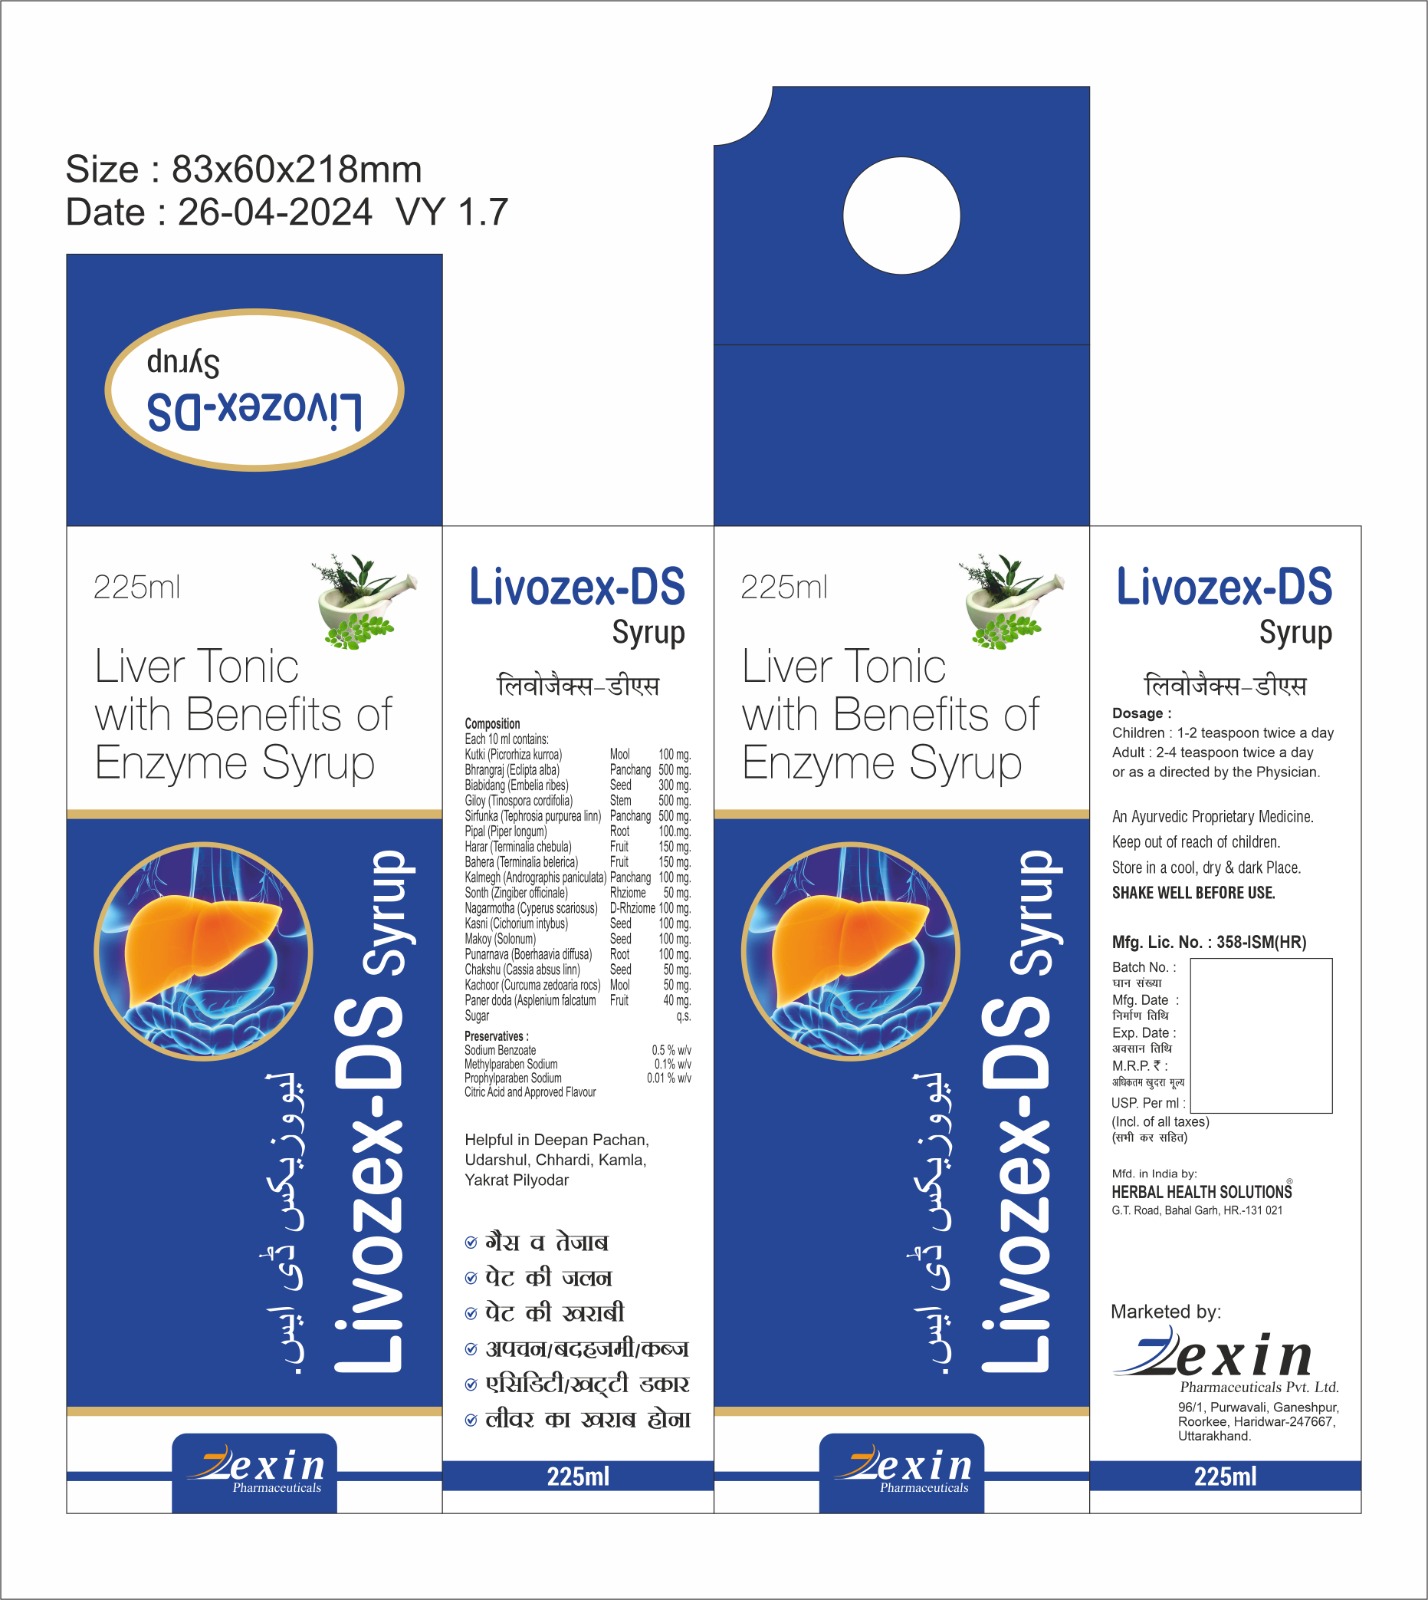 Size : 83x60x218mm
Date : 26-04-2024 VY 1.7
Livozex-DS
Syrup
225ml
Liver Tonic
with Benefits of
Enzyme Syrup
Livozex-DS Syrup
لیووزیکس ڈی ایس.
Zexin
Pharmaceuticals
Livozex-DS
Syrup
लिवोजैक्स-डीएस
Composition
Each 10 ml contains:
Kutki (Picrorhiza kurroa) Mool 100 mg.
Bhrangraj (Eclipta alba) Panchang 500 mg.
Biabidang (Embelia ribes) Seed 300 mg.
Giloy (Tinospora cordifolia) Stem 500 mg.
Sirfunka (Tephrosia purpurea linn) Panchang 500 mg.
Pipal (Piper longum) Root 100.mg.
Harar (Terminalia chebula) Fruit 150 mg.
Bahera (Terminalia belerica) Fruit 150 mg.
Kalmegh (Andrographis paniculata) Panchang 100 mg.
Sonth (Zingiber officinale) Rhziome 50 mg.
Nagarmotha (Cyperus scariosus) D-Rhziome 100 mg.
Kasni (Cichorium intybus) Seed 100 mg.
Makoy (Solonum) Seed 100 mg.
Punarnava (Boerhaavia diffusa) Root 100 mg.
Chakshu (Cassia absus linn) Seed 50 mg.
Kachoor (Curcuma zedoaria rocs) Mool 50 mg.
Paner doda (Asplenium falcatum Fruit 40 mg.
Sugar q.s.
Preservatives :
Sodium Benzoate 0.5 % w/v
Methylparaben Sodium 0.1% w/v
Prophylparaben Sodium 0.01 % w/v
Citric Acid and Approved Flavour
Helpful in Deepan Pachan,
Udarshul, Chhardi, Kamla,
Yakrat Pilyodar
गैस व तेजाब
पेट की जलन
पेट की खराबी
अपचन/बदहजमी/कब्ज
एसिडिटी/खट्टी डकार
लीवर का खराब होना
225ml
225ml
Liver Tonic
with Benefits of
Enzyme Syrup
Livozex-DS Syrup
لیووزیکس ڈی ایس.
Zexin
Pharmaceuticals
Livozex-DS
Syrup
लिवोजैक्स-डीएस
Dosage :
Children : 1-2 teaspoon twice a day
Adult : 2-4 teaspoon twice a day
or as a directed by the Physician.
An Ayurvedic Proprietary Medicine.
Keep out of reach of children.
Store in a cool, dry & dark Place.
SHAKE WELL BEFORE USE.
Mfg. Lic. No. : 358-ISM(HR)
Batch No. :
घान संख्या
Mfg. Date :
निर्माण तिथि
Exp. Date :
अवसान तिथि
M.R.P. ₹ :
अधिकतम खुदरा मूल्य
USP. Per ml :
(Incl. of all taxes)
(सभी कर सहित)
Mfd. in India by:
HERBAL HEALTH SOLUTIONS®
G.T. Road, Bahal Garh, HR.-131 021
Marketed by:
Zexin
Pharmaceuticals Pvt. Ltd.
96/1, Purwavali, Ganeshpur,
Roorkee, Haridwar-247667,
Uttarakhand.
225ml